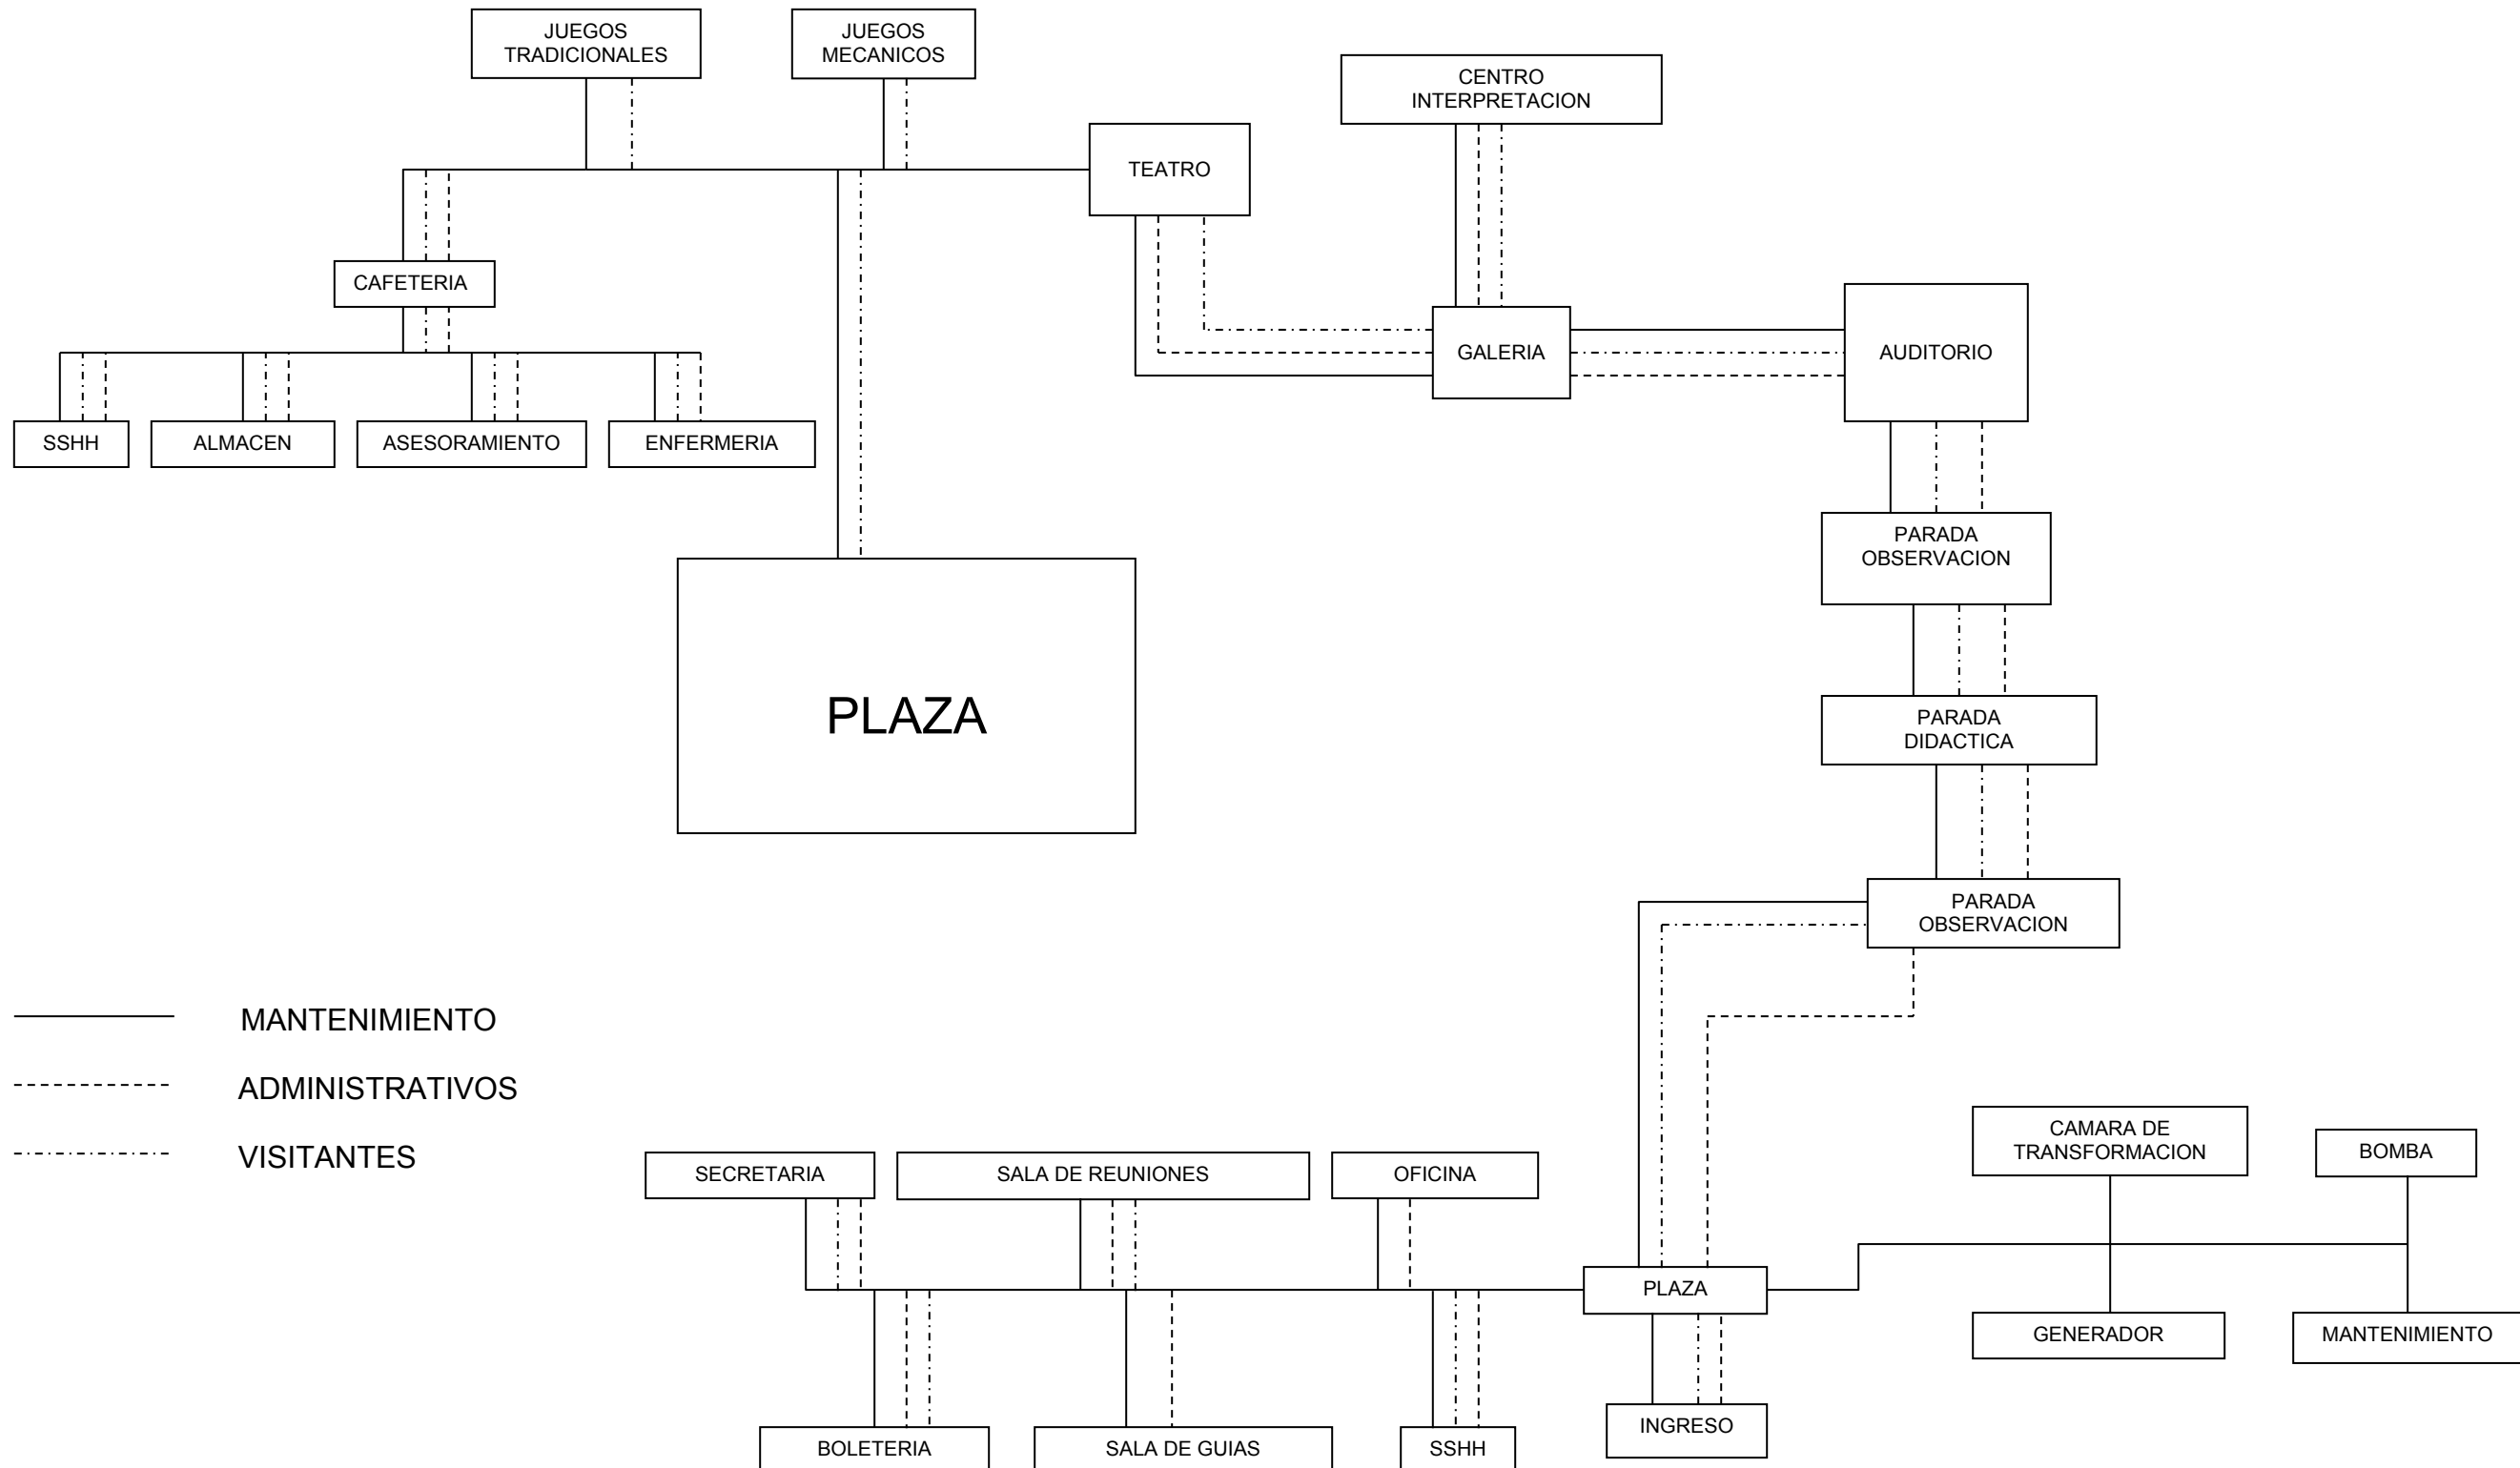 JUEGOS
TRADICIONALES
JUEGOS
MECANICOS
CENTRO
INTERPRETACION
TEATRO
CAFETERIA
GALERIA
AUDITORIO
SSHH
ALMACEN
ASESORAMIENTO
ENFERMERIA
PARADA
OBSERVACION
PLAZA
PARADA
DIDACTICA
PARADA
OBSERVACION
MANTENIMIENTO
ADMINISTRATIVOS
VISITANTES
SECRETARIA
SALA DE REUNIONES
OFICINA
CAMARA DE
TRANSFORMACION
BOMBA
PLAZA
GENERADOR
MANTENIMIENTO
BOLETERIA
SALA DE GUIAS
SSHH
INGRESO